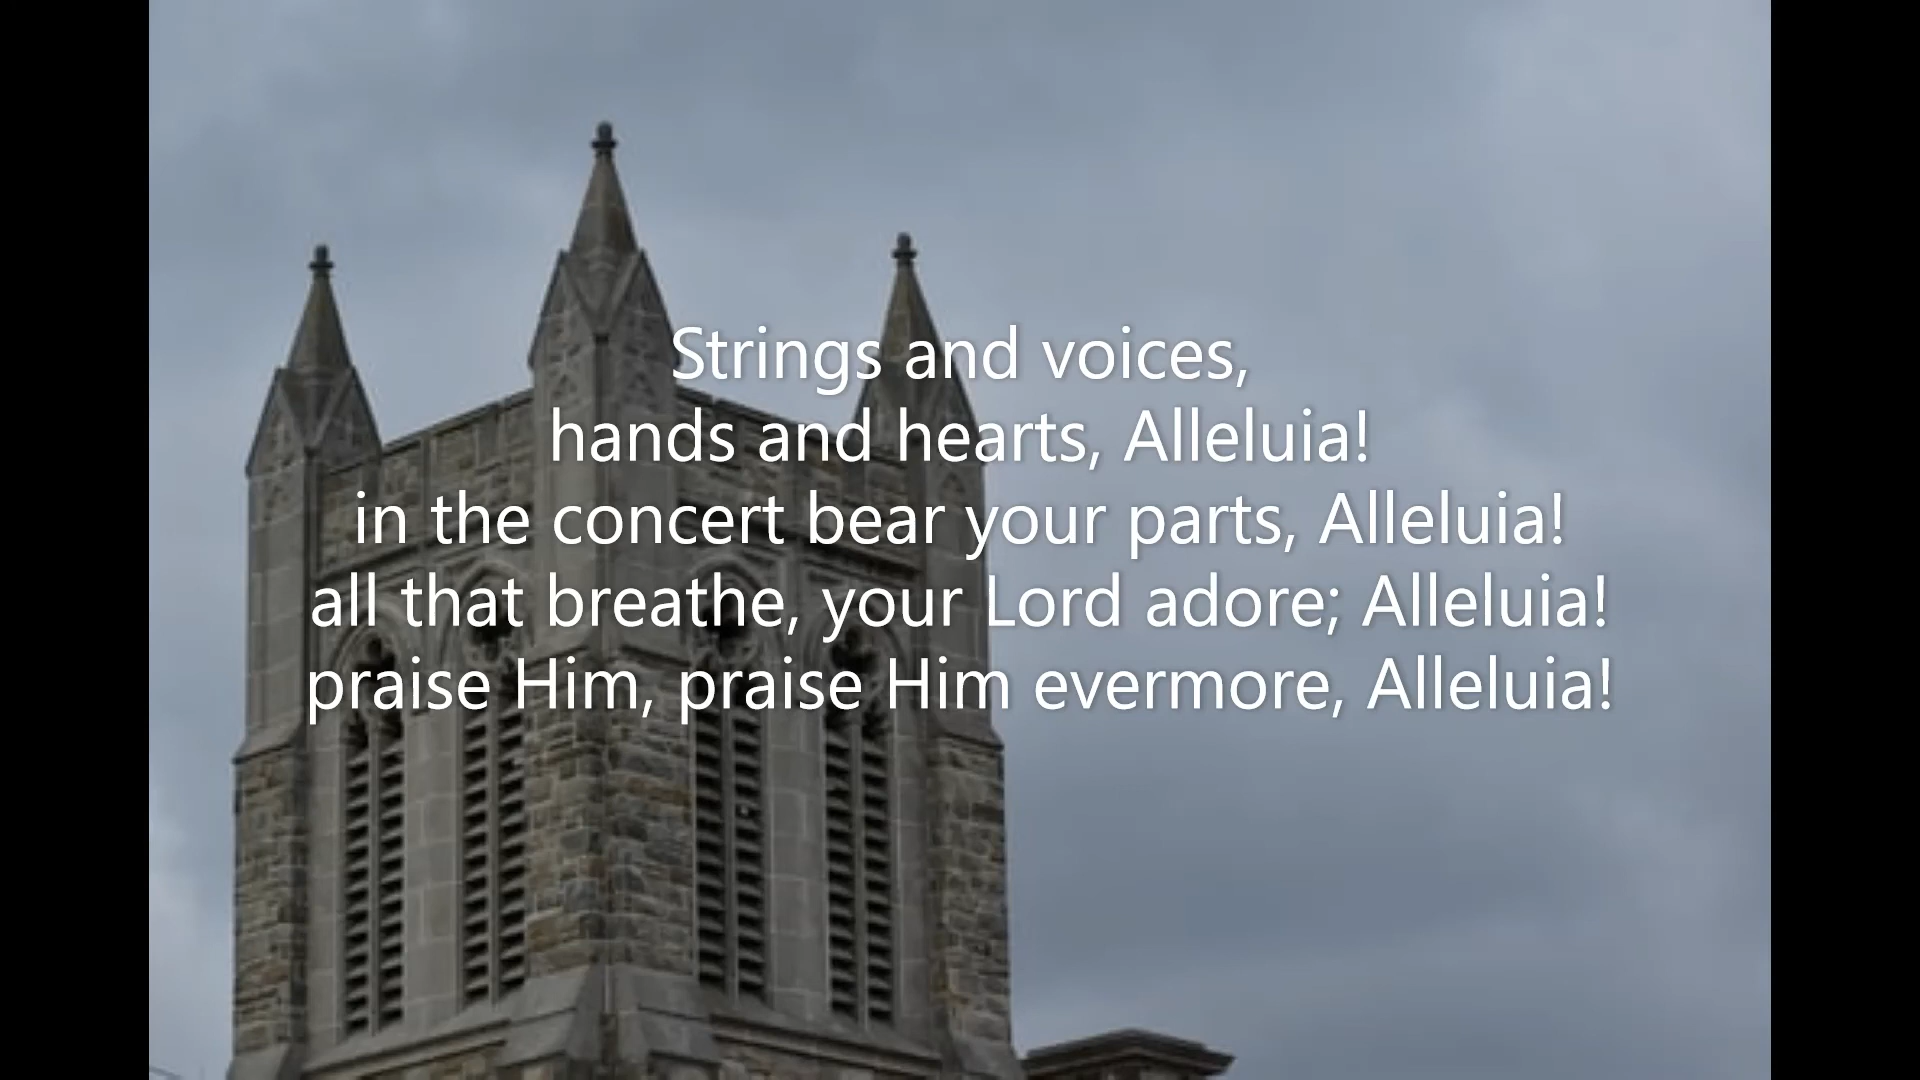 Strings and voices,
hands and hearts, Alleluia!
in the concert bear your parts, Alleluia!
all that breathe, your Lord adore; Alleluia!
praise Him, praise Him evermore, Alleluia!